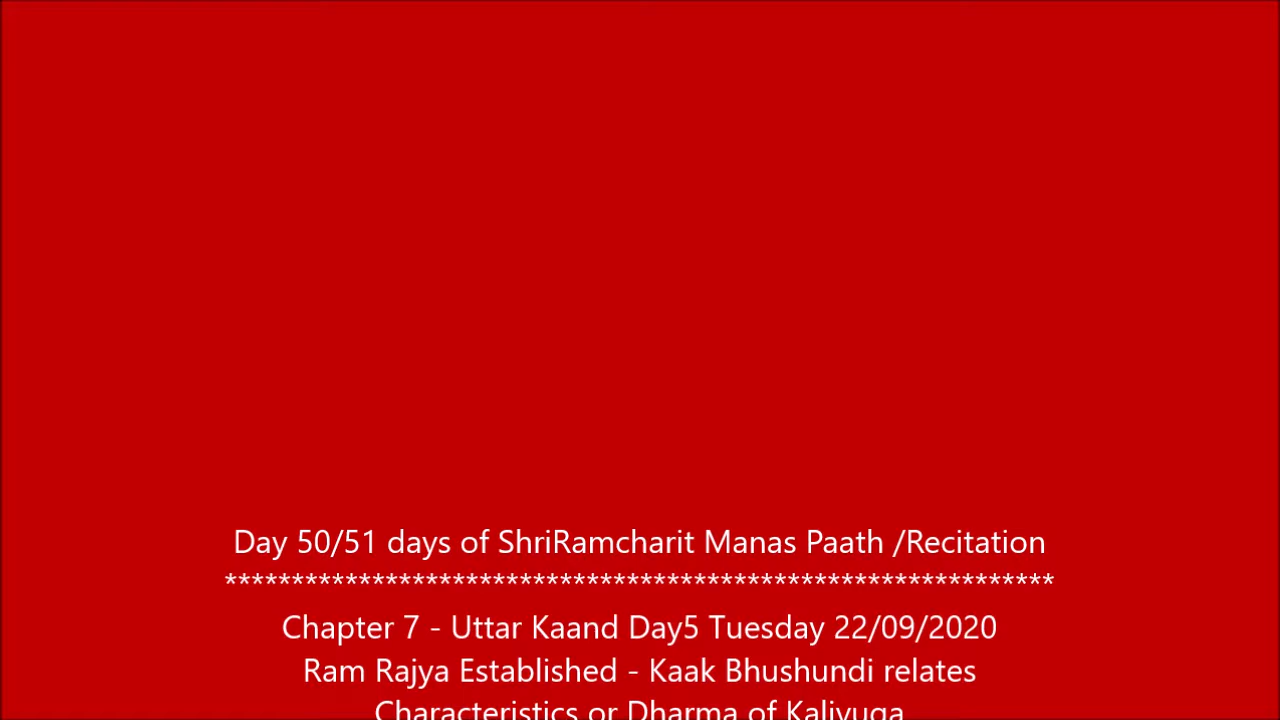 Day 50/51 days of ShriRamcharit Manas Paath /Recitation
**************************************************************
Chapter 7 - Uttar Kaand Day5 Tuesday 22/09/2020
Ram Rajya Established - Kaak Bhushundi relates
Characteristics or Dharma of Kaliyuga